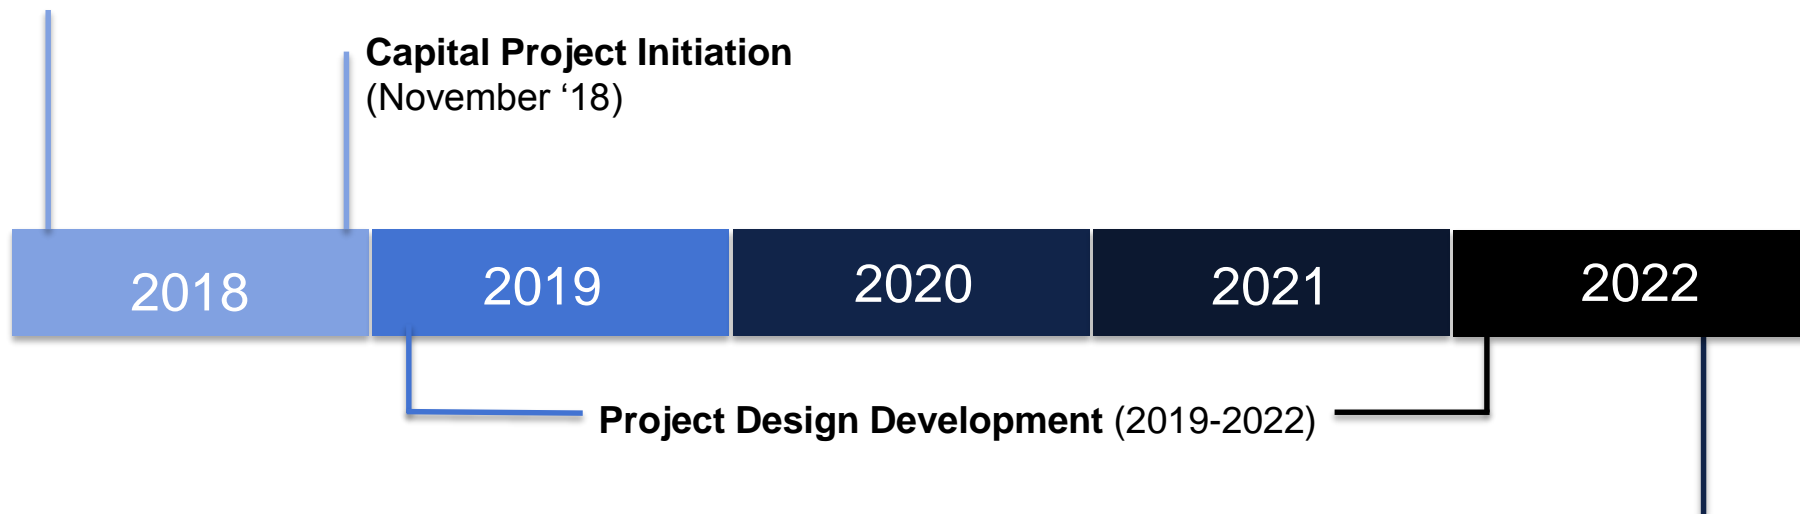 Capital Project Initiation
(November ‘18)
2018
2019
2020
2021
2022
Project Design Development (2019-2022)